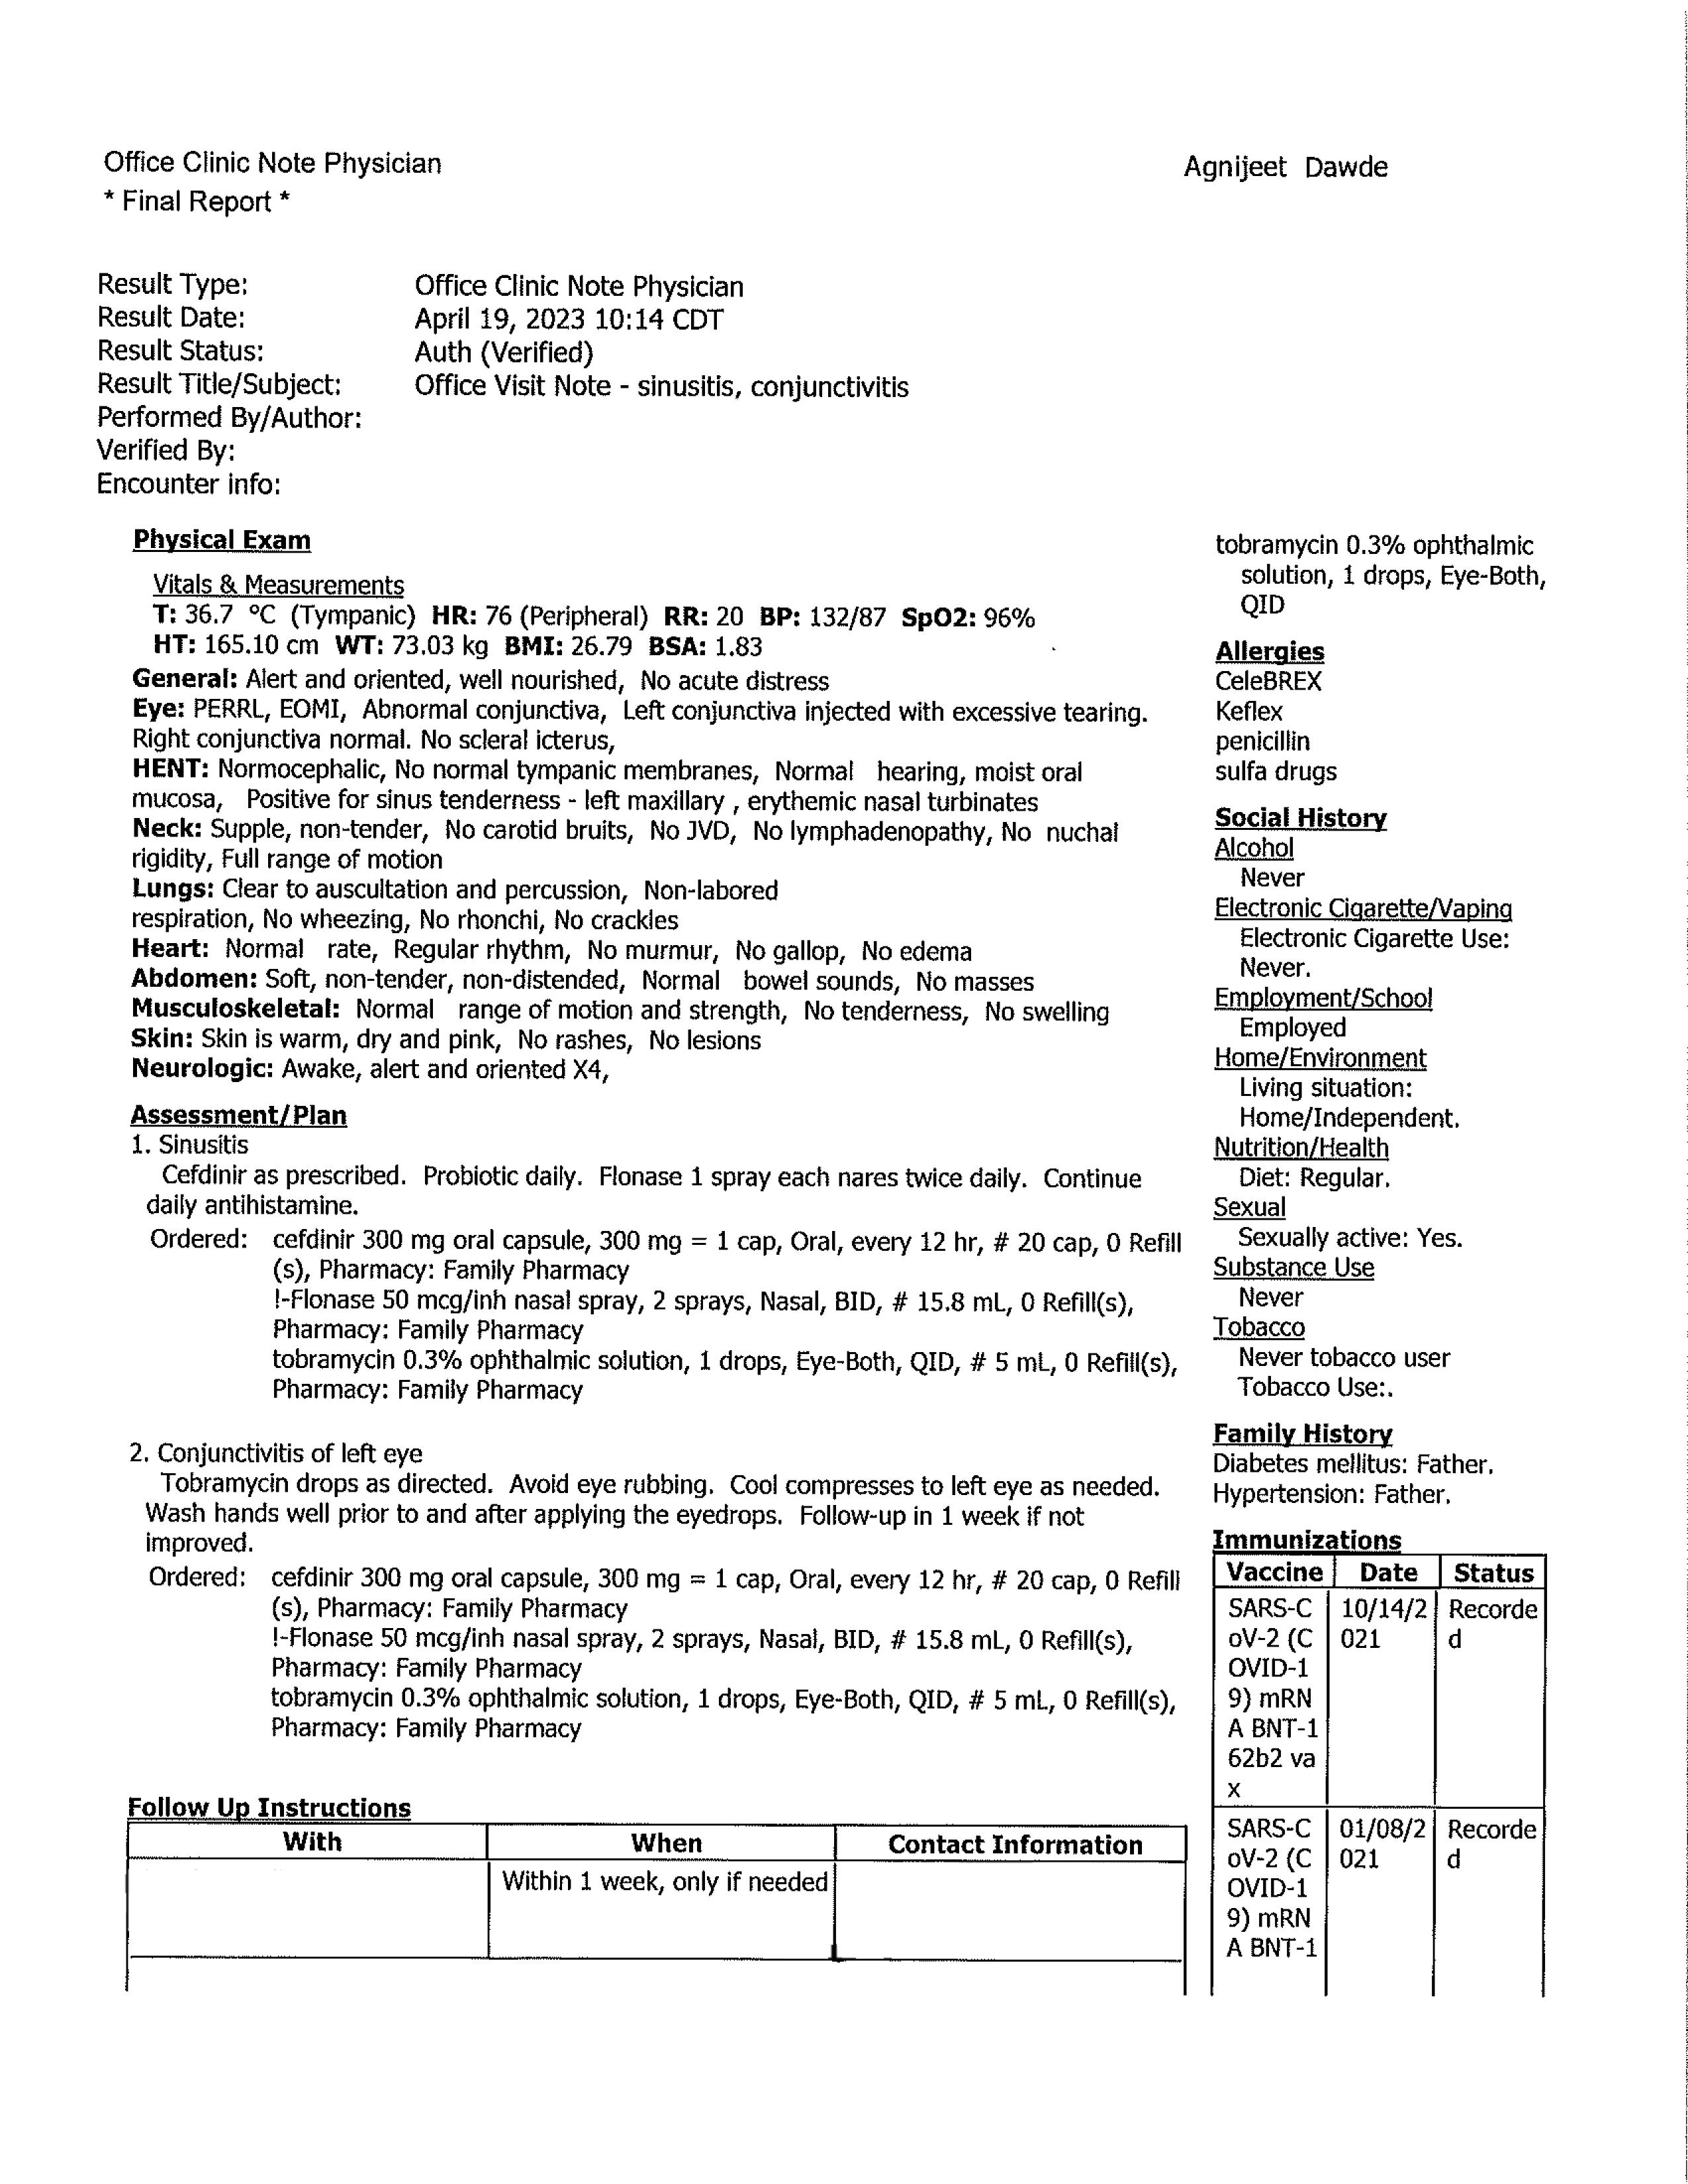 Office Clinic Note Physician
Agnijeet Dawde
* Final Report *
Result Type: Office Clinic Note Physician
Result Date: April 19, 2023 10:14 CDT
Result Status: Auth (Verified)
Result Title/Subject: Office Visit Note - sinusitis, conjunctivitis
Performed By/Author:
Verified By:
Encounter info:
Physical Exam
Vitals & Measurements
T: 36.7 °C (Tympanic) HR: 76 (Peripheral) RR: 20 BP: 132/87 SpO2: 96%
HT: 165.10 cm WT: 73.03 kg BMI: 26.79 BSA: 1.83
General: Alert and oriented, well nourished, No acute distress
Eye: PERRL, EOMI, Abnormal conjunctiva, Left conjunctiva injected with excessive tearing.
Right conjunctiva normal. No scleral icterus,
HENT: Normocephalic, No normal tympanic membranes, Normal hearing, moist oral
mucosa, Positive for sinus tenderness - left maxillary , erythemic nasal turbinates
Neck: Supple, non-tender, No carotid bruits, No JVD, No lymphadenopathy, No nuchal
rigidity, Full range of motion
Lungs: Clear to auscultation and percussion, Non-labored
respiration, No wheezing, No rhonchi, No crackles
Heart: Normal rate, Regular rhythm, No murmur, No gallop, No edema
Abdomen: Soft, non-tender, non-distended, Normal bowel sounds, No masses
Musculoskeletal: Normal range of motion and strength, No tenderness, No swelling
Skin: Skin is warm, dry and pink, No rashes, No lesions
Neurologic: Awake, alert and oriented X4,
Assessment/Plan
1. Sinusitis
Cefdinir as prescribed. Probiotic daily. Flonase 1 spray each nares twice daily. Continue
daily antihistamine.
Ordered: cefdinir 300 mg oral capsule, 300 mg = 1 cap, Oral, every 12 hr, # 20 cap, 0 Refill
(s), Pharmacy: Family Pharmacy
!-Flonase 50 mcg/inh nasal spray, 2 sprays, Nasal, BID, # 15.8 mL, 0 Refill(s),
Pharmacy: Family Pharmacy
tobramycin 0.3% ophthalmic solution, 1 drops, Eye-Both, QID, # 5 mL, 0 Refill(s),
Pharmacy: Family Pharmacy
2. Conjunctivitis of left eye
Tobramycin drops as directed. Avoid eye rubbing. Cool compresses to left eye as needed.
Wash hands well prior to and after applying the eyedrops. Follow-up in 1 week if not
improved.
Ordered: cefdinir 300 mg oral capsule, 300 mg = 1 cap, Oral, every 12 hr, # 20 cap, 0 Refill
(s), Pharmacy: Family Pharmacy
!-Flonase 50 mcg/inh nasal spray, 2 sprays, Nasal, BID, # 15.8 mL, 0 Refill(s),
Pharmacy: Family Pharmacy
tobramycin 0.3% ophthalmic solution, 1 drops, Eye-Both, QID, # 5 mL, 0 Refill(s),
Pharmacy: Family Pharmacy
Follow Up Instructions
With When Contact Information
Within 1 week, only if needed
tobramycin 0.3% ophthalmic
solution, 1 drops, Eye-Both,
QID
Allergies
CeleBREX
Keflex
penicillin
sulfa drugs
Social History
Alcohol
Never
Electronic Cigarette/Vaping
Electronic Cigarette Use:
Never.
Employment/School
Employed
Home/Environment
Living situation:
Home/Independent.
Nutrition/Health
Diet: Regular.
Sexual
Sexually active: Yes.
Substance Use
Never
Tobacco
Never tobacco user
Tobacco Use:.
Family History
Diabetes mellitus: Father.
Hypertension: Father.
Immunizations
Vaccine Date Status
SARS-C 10/14/2 Recorde
oV-2 (C 021 d
OVID-1
9) mRN
A BNT-1
62b2 va
x
SARS-C 01/08/2 Recorde
oV-2 (C 021 d
OVID-1
9) mRN
A BNT-1